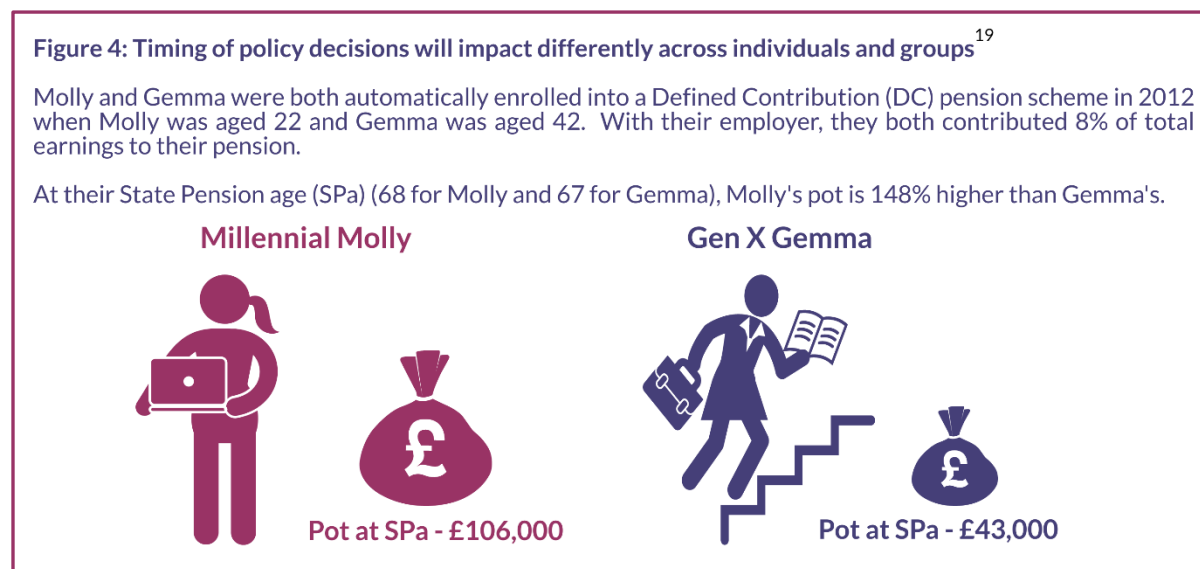 Figure 4: Timing of policy decisions will impact differently across individuals and groups19
Molly and Gemma were both automatically enrolled into a Defined Contribution (DC) pension scheme in 2012
when Molly was aged 22 and Gemma was aged 42. With their employer, they both contributed 8% of total
earnings to their pension.
At their State Pension age (SPa) (68 for Molly and 67 for Gemma), Molly's pot is 148% higher than Gemma's.
Millennial Molly
Gen X Gemma
£
£
Pot at SPa - £106,000
Pot at SPa - £43,000